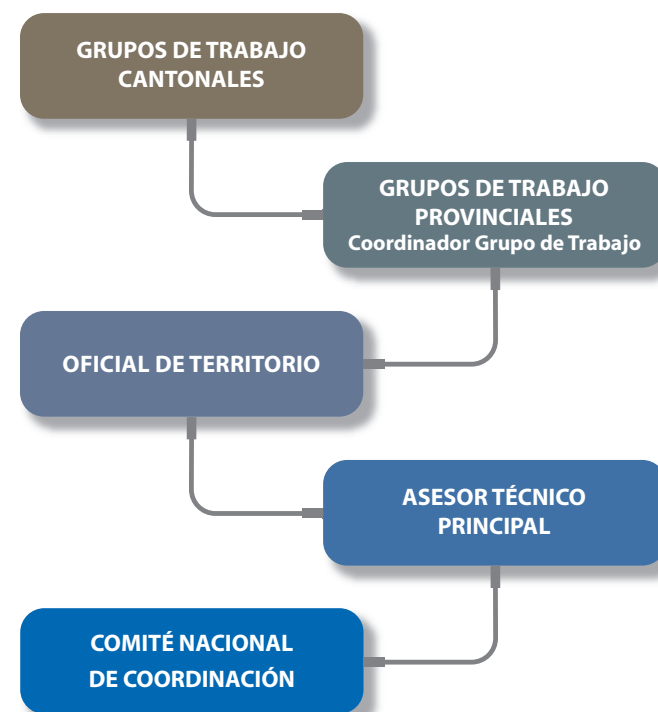 GRUPOS DE TRABAJO
CANTONALES
GRUPOS DE TRABAJO
PROVINCIALES
Coordinador Grupo de Trabajo
OFICIAL DE TERRITORIO
ASESOR TÉCNICO
PRINCIPAL
COMITÉ NACIONAL
DE COORDINACIÓN